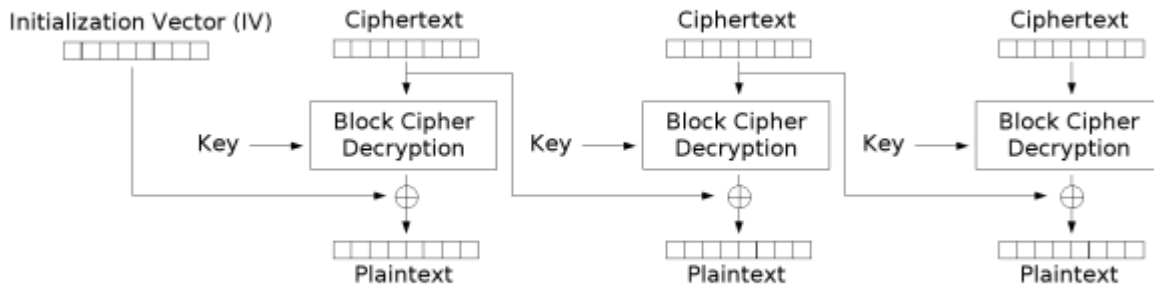 Initialization Vector (IV)
Ciphertext
Ciphertext
Ciphertext
Key
Block Cipher
Decryption
Key
Block Cipher
Decryption
Key
Block Cipher
Decryption
Plaintext
Plaintext
Plaintext